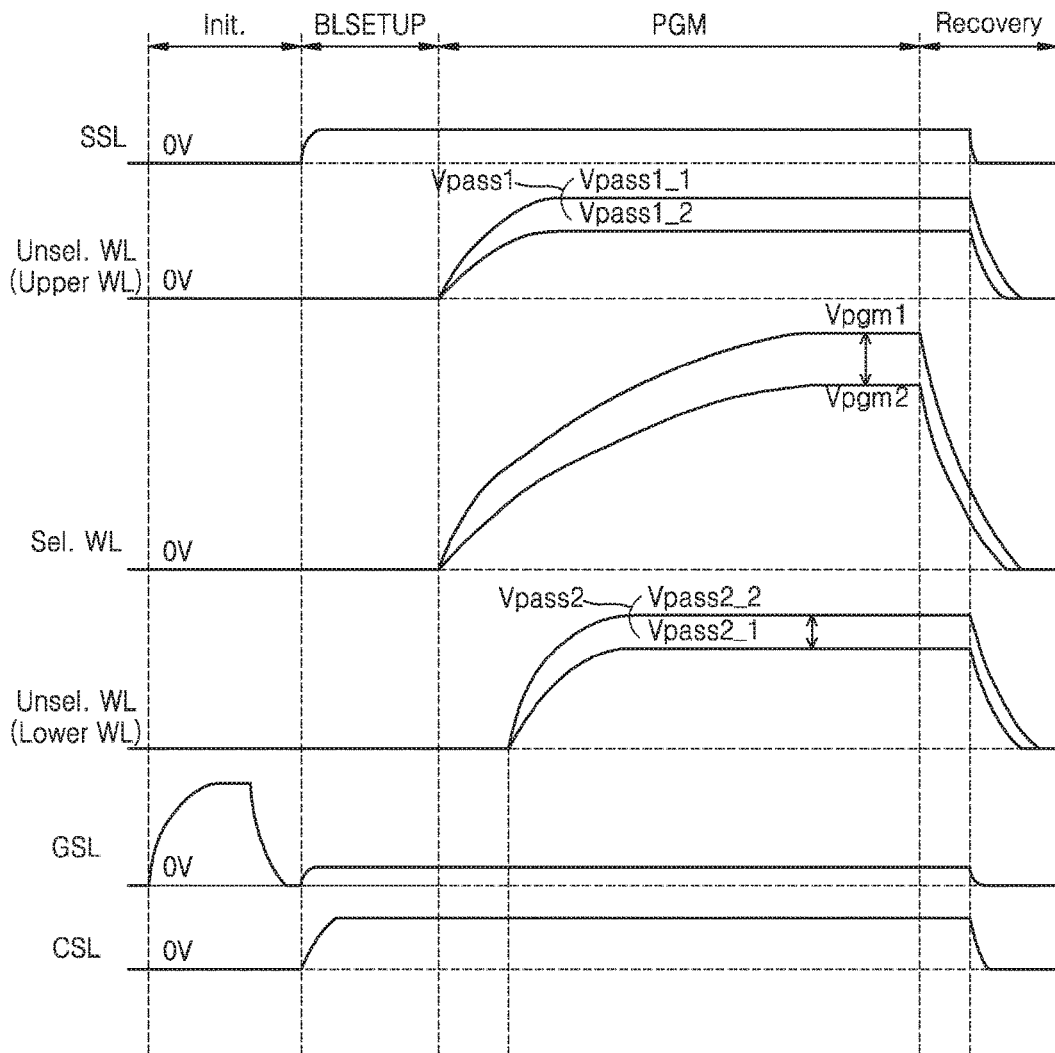 Init.
BLSETUP
PGM
Recovery
SSL
0V
Vpass1
Vpass1_1
Vpass1_2
Unsel. WL
(Upper WL)
0V
Vpgm1
Vpgm2
Sel. WL
0V
Vpass2
Vpass2_2
Vpass2_1
Unsel. WL
(Lower WL)
GSL
0V
CSL
0V